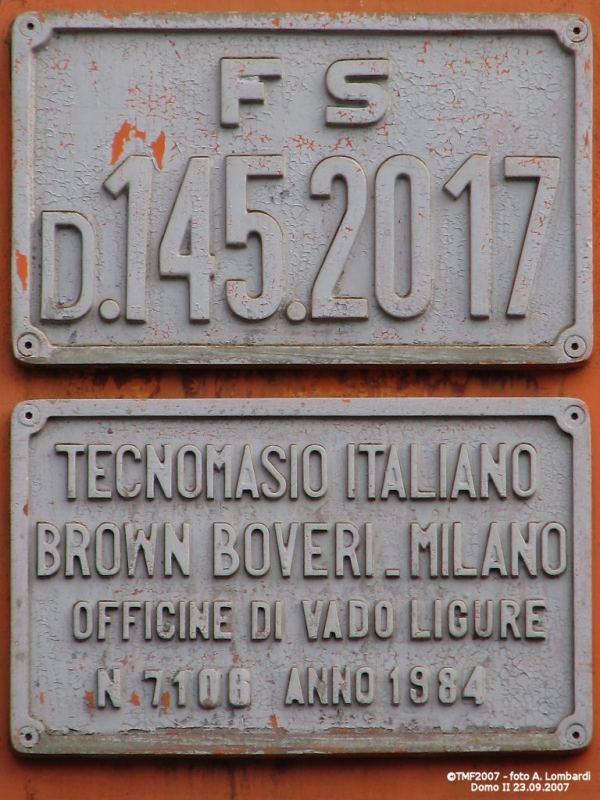 FS
D.145.2017
TECNOMASIO ITALIANO
BROWN BOVERI_MILANO
OFFICINE DI VADO LIGURE
N 7106 ANNO 1984
©TMF2007 - foto A. Lombardi
Domo II 23.09.2007